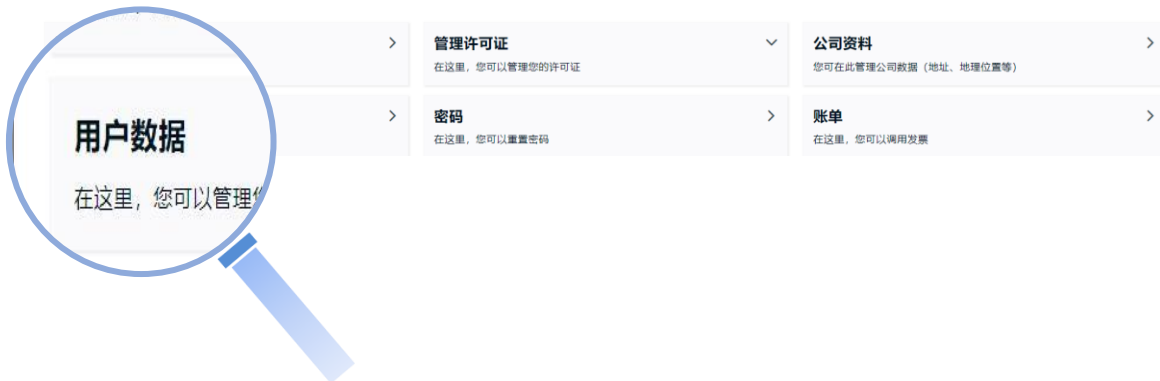 管理许可证
在这里，您可以管理您的许可证
公司资料
您可在此管理公司数据（地址、地理位置等）
用户数据
在这里，您可以管理
密码
在这里，您可以重置密码
账单
在这里，您可以调用发票